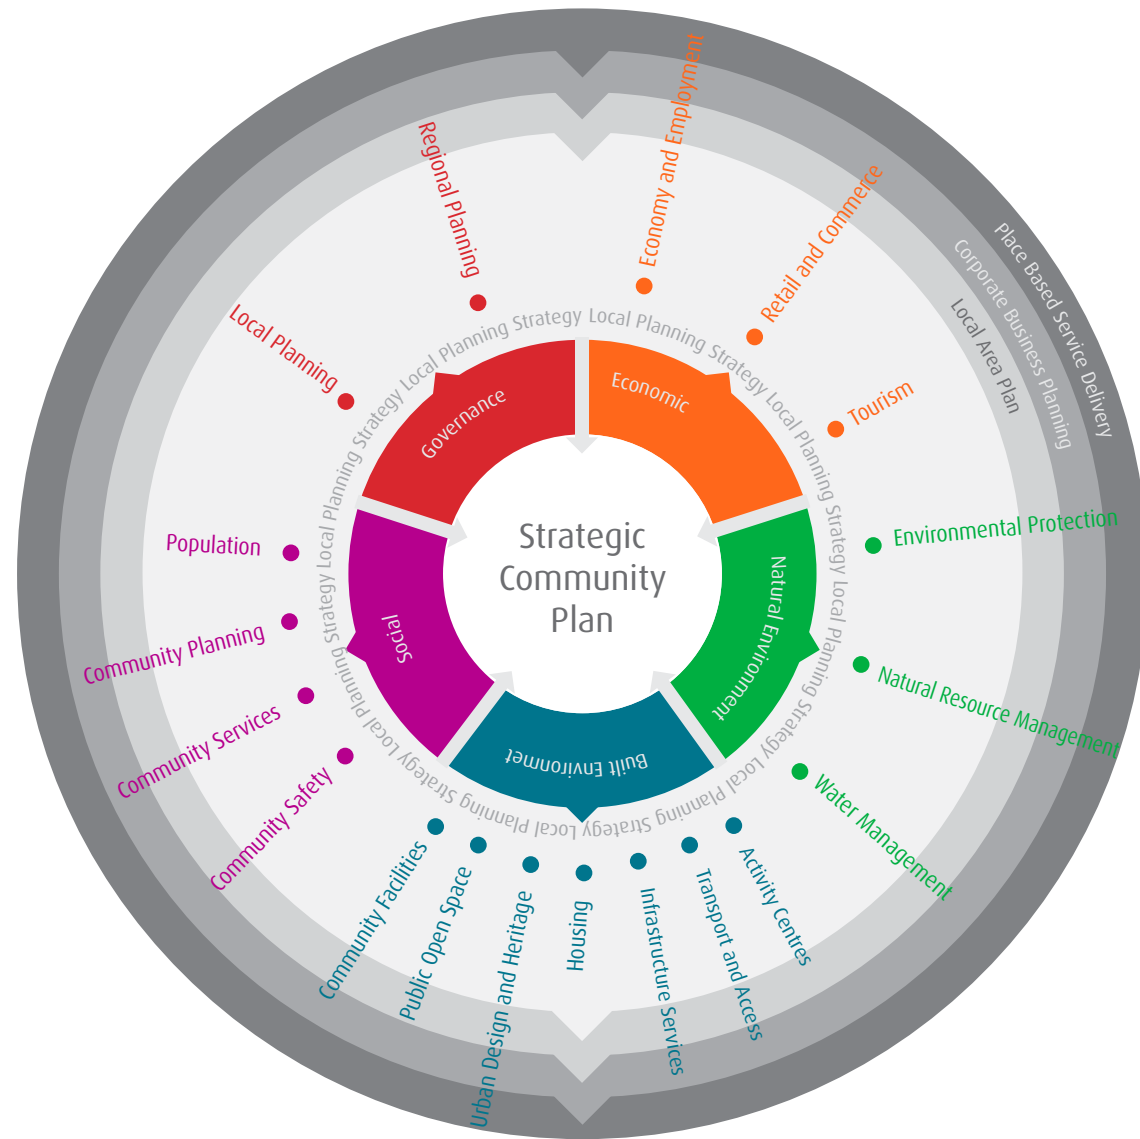 Strategic
Community
Plan
Governance
Economic
Natural Environment
Built Environmet
Social
Local Planning Strategy Local Planning Strategy Local Planning Strategy Local Planning Strategy Local Planning Strategy Local Planning Strategy Local Planning Strategy Local Planning Strategy
Local Planning
Regional Planning
Economy and Employment
Retail and Commerce
Tourism
Environmental Protection
Natural Resource Management
Water Management
Activity Centres
Transport and Access
Infrastructure Services
Housing
Urban Design and Heritage
Public Open Space
Community Facilities
Community Safety
Community Services
Community Planning
Population
Local Area Plan
Corporate Business Planning
Place Based Service Delivery